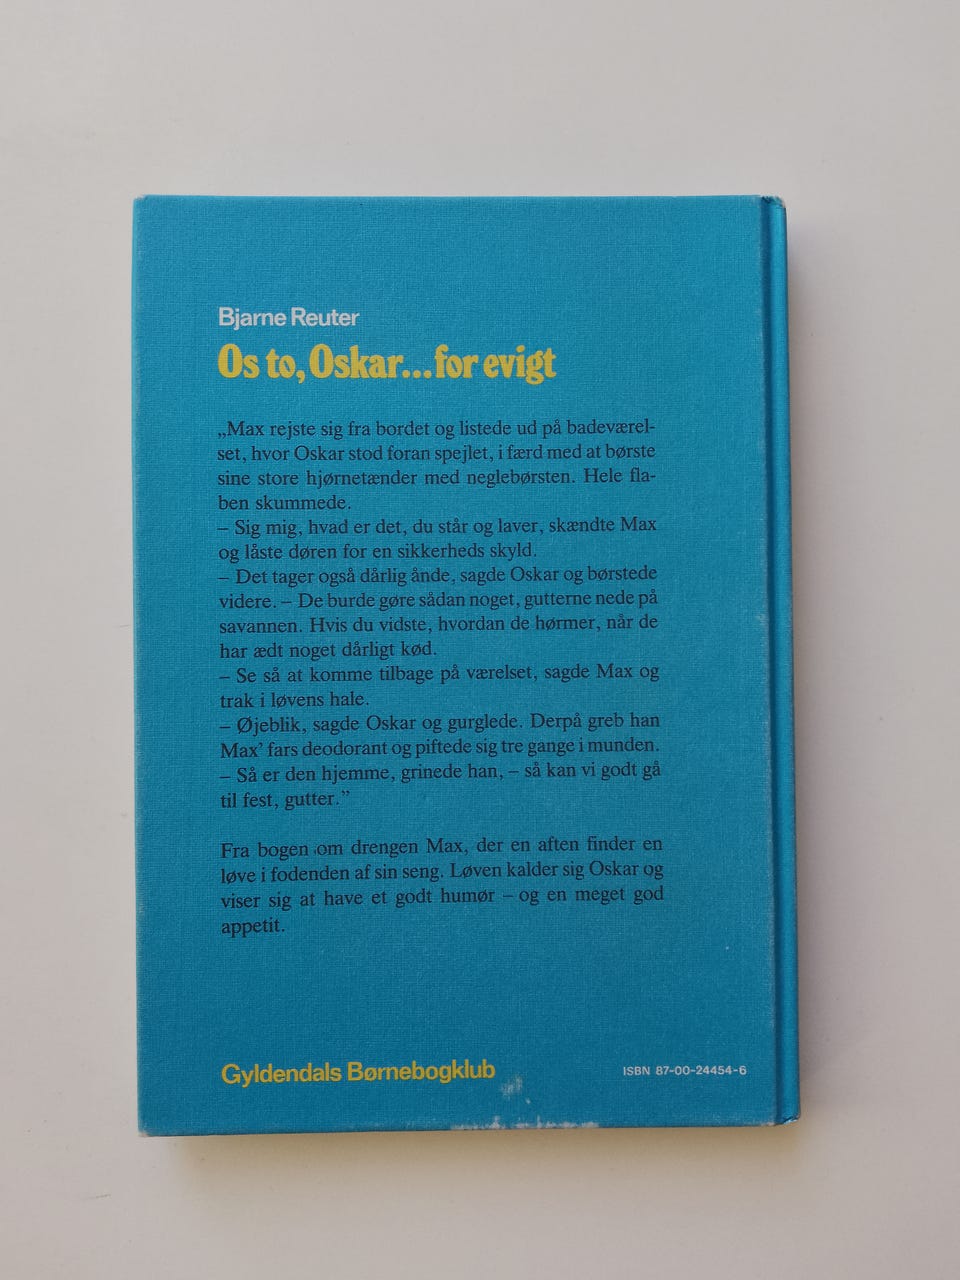 Bjarne Reuter
Os to, Oskar...for evigt
„Max rejste sig fra bordet og listede ud på badeværel-
set, hvor Oskar stod foran spejlet, i færd med at børste
sine store hjørnetænder med neglebørsten. Hele fla-
ben skummede.
– Sig mig, hvad er det, du står og laver, skændte Max
og låste døren for en sikkerheds skyld.
– Det tager også dårlig ånde, sagde Oskar og børstede
videre. – De burde gøre sådan noget, gutterne nede på
savannen. Hvis du vidste, hvordan de hørmer, når de
har ædt noget dårligt kød.
– Se så at komme tilbage på værelset, sagde Max og
trak i løvens hale.
– Øjeblik, sagde Oskar og gurglede. Derpå greb han
Max' fars deodorant og piftede sig tre gange i munden.
– Så er den hjemme, grinede han, – så kan vi godt gå
til fest, gutter.”
Fra bogen om drengen Max, der en aften finder en
løve i fodenden af sin seng. Løven kalder sig Oskar og
viser sig at have et godt humør – og en meget god
appetit.
Gyldendals Børnebogklub
ISBN 87-00-24454-6